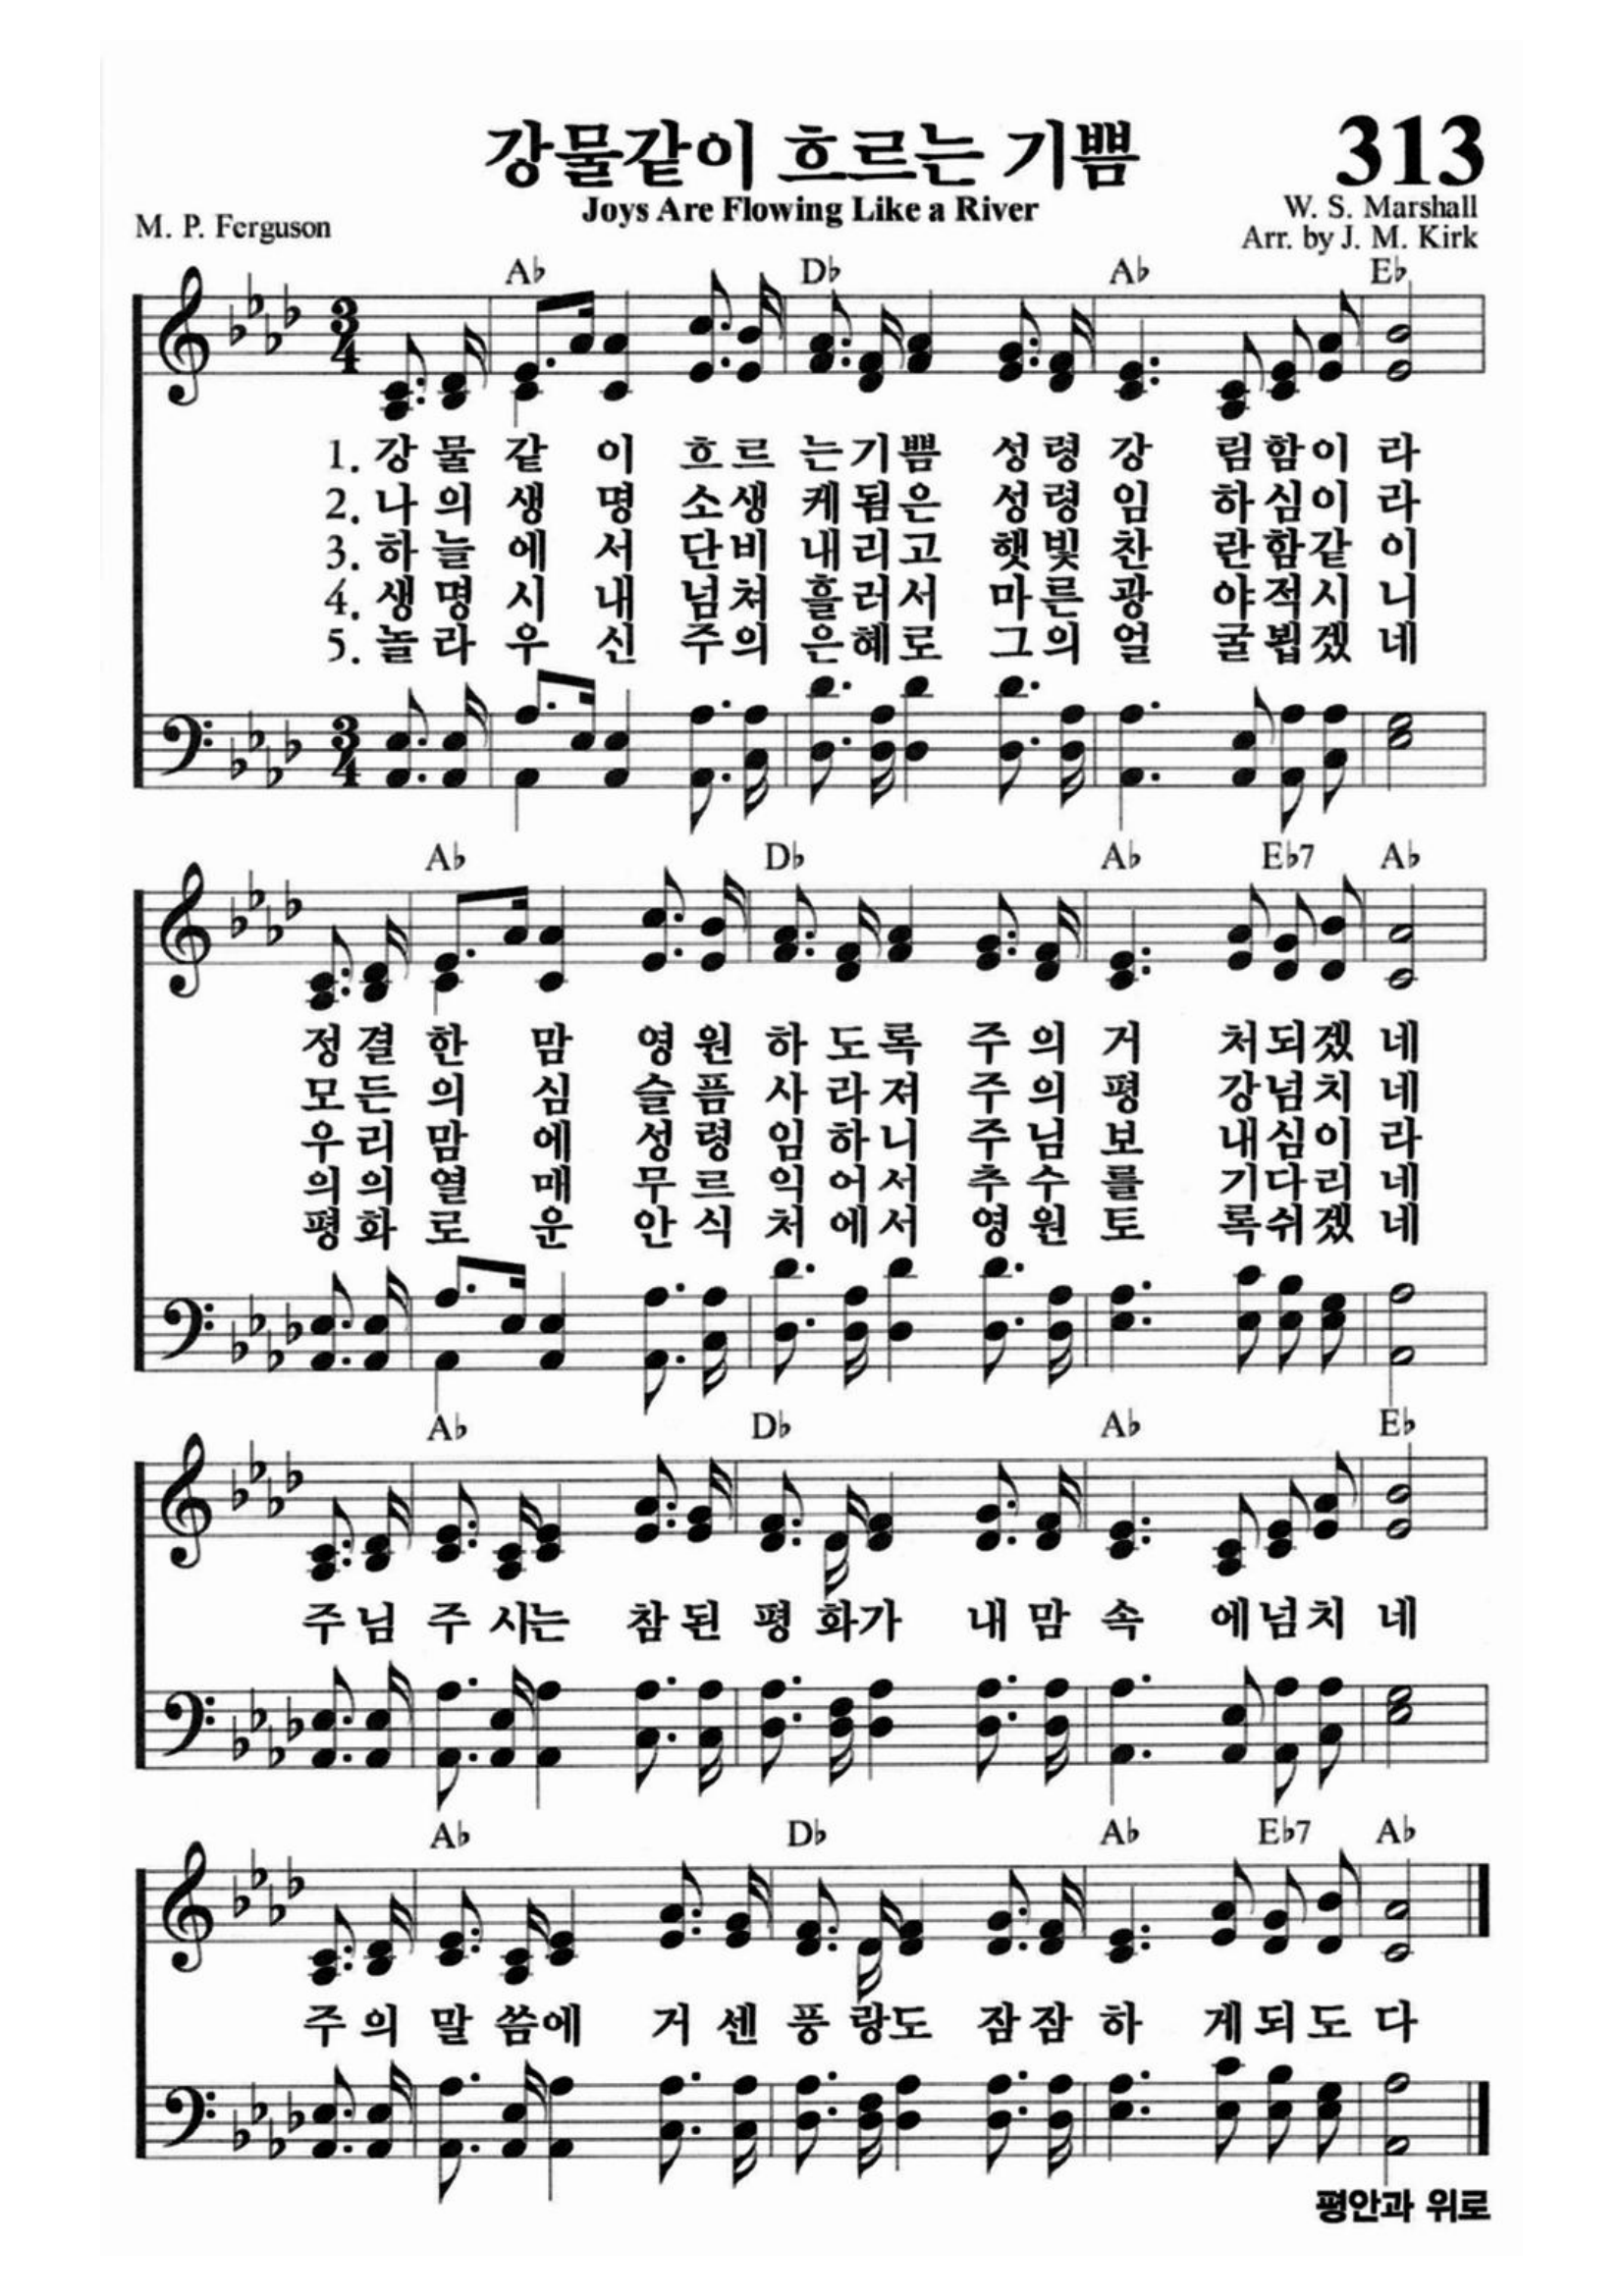 강물같이 흐르는 기쁨 313
Joys Are Flowing Like a River
M. P. Ferguson
W. S. Marshall
Arr. by J. M. Kirk
A♭ D♭ A♭ E♭
3/4
1. 강 물 같 이 흐르 는기쁨 성령 강 림함이 라
2. 나 의 생 명 소생 케됨은 성령 임 하심이 라
3. 하 늘 에 서 단비 내리고 햇빛 찬 란함같 이
4. 생 명 시 내 넘쳐 흘러서 마른 광 야적시 니
5. 놀 라 우 신 주의 은혜로 그의 얼 굴뵙겠 네
3/4
A♭ D♭ A♭ E♭7 A♭
정결 한 맘 영원 하도록 주의 거 처되겠 네
모든 의 심 슬픔 사라져 주의 평 강넘치 네
우리 맘 에 성령 임하니 주님 보 내심이 라
의의 열 매 무르 익어서 추수 를 기다리 네
평화 로 운 안식 처에서 영원 토 록쉬겠 네
A♭ D♭ A♭ E♭
주님 주 시는 참된 평 화가 내맘 속 에넘치 네
A♭ D♭ A♭ E♭7 A♭
주의 말 씀에 거 센 풍 랑도 잠잠 하 게되도 다
평안과 위로